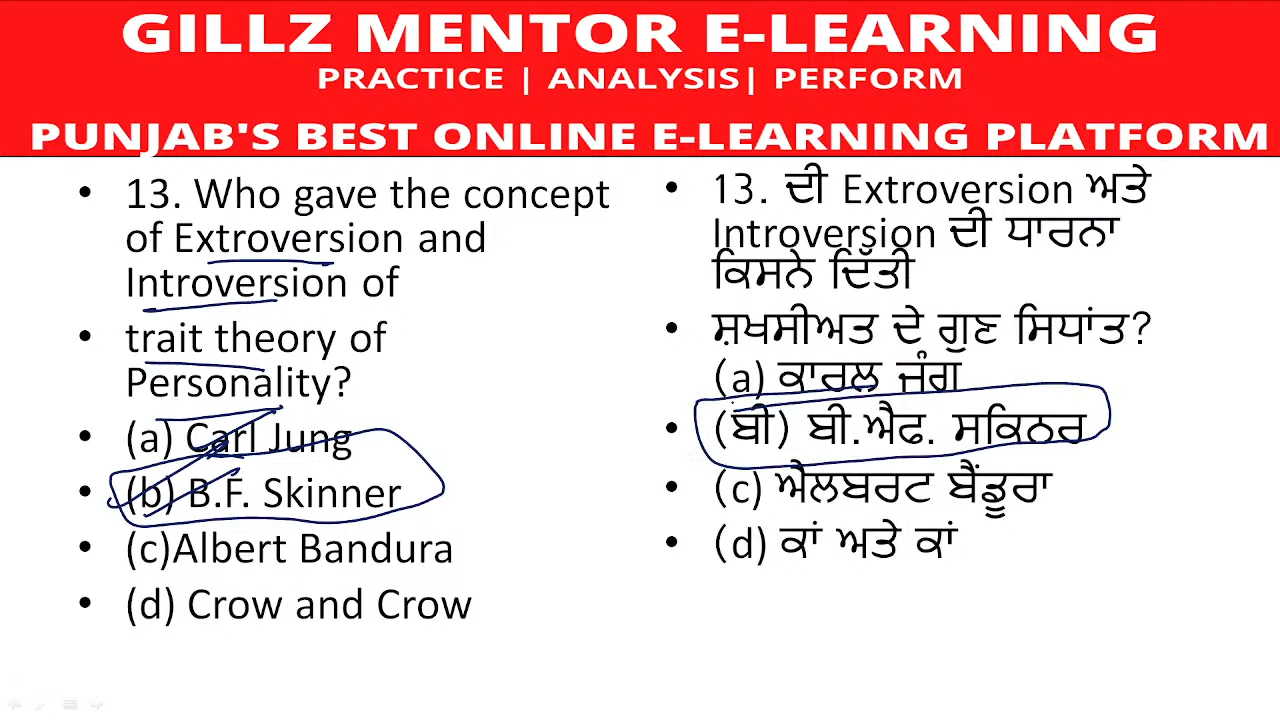 GILLZ MENTOR E-LEARNING
PRACTICE | ANALYSIS| PERFORM
PUNJAB'S BEST ONLINE E-LEARNING PLATFORM
• 13. Who gave the concept
of Extroversion and
Introversion of
• trait theory of
Personality?
• (a) Carl Jung
• (b) B.F. Skinner
• (c)Albert Bandura
• (d) Crow and Crow
• 13. ਦੀ Extroversion ਅਤੇ
Introversion ਦੀ ਧਾਰਨਾ
ਕਿਸਨੇ ਦਿੱਤੀ
• ਸ਼ਖਸੀਅਤ ਦੇ ਗੁਣ ਸਿਧਾਂਤ?
(a) ਕਾਰਲ ਜੰਗ
• (ਬੀ) ਬੀ.ਐਫ. ਸਕਿਨਰ
• (c) ਐਲਬਰਟ ਬੈਂਡੂਰਾ
• (d) ਕਾਂ ਅਤੇ ਕਾਂ